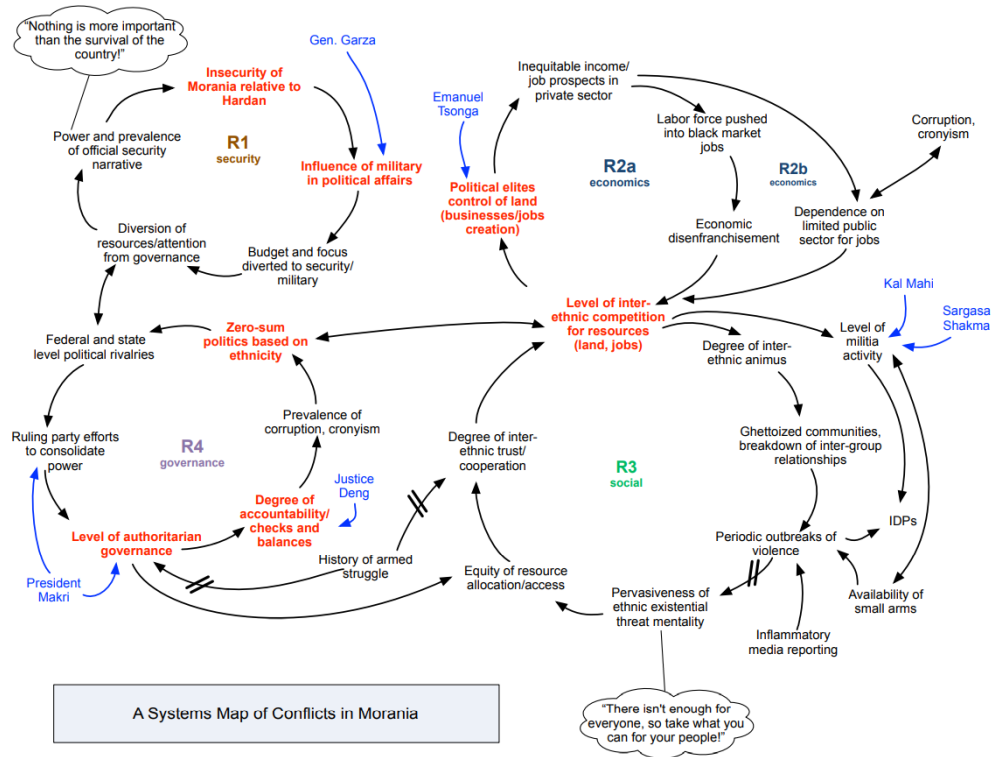 “Nothing is more important
than the survival of the
country!”
Gen. Garza
Insecurity of
Morania relative to
Hardan
Power and prevalence
of official security
narrative
R1
security
Influence of military
in political affairs
Diversion of
resources/attention
from governance
Budget and focus
diverted to security/
military
Emanuel
Tsonga
Inequitable income/
job prospects in
private sector
Labor force pushed
into black market
jobs
Corruption,
cronyism
R2a
economics
R2b
economics
Political elites
control of land
(businesses/jobs
creation)
Economic
disenfranchisement
Dependence on
limited public
sector for jobs
Federal and state
level political rivalries
Zero-sum
politics based on
ethnicity
Level of inter-
ethnic competition
for resources
(land, jobs)
Kal Mahi
Sargasa
Shakma
Level of
militia
activity
Degree of inter-
ethnic animus
Ruling party efforts
to consolidate
power
R4
governance
Prevalence of
corruption, cronyism
Degree of inter-
ethnic trust/
cooperation
R3
social
Ghettoized communities,
breakdown of inter-group
relationships
Justice
Deng
Degree of
accountability/
checks and
balances
Level of authoritarian
governance
History of armed
struggle
President
Makri
Equity of resource
allocation/access
Periodic outbreaks of
violence
IDPs
Pervasiveness of
ethnic existential
threat mentality
Inflammatory
media reporting
Availability of
small arms
A Systems Map of Conflicts in Morania
“There isn't enough for
everyone, so take what you
can for your people!”